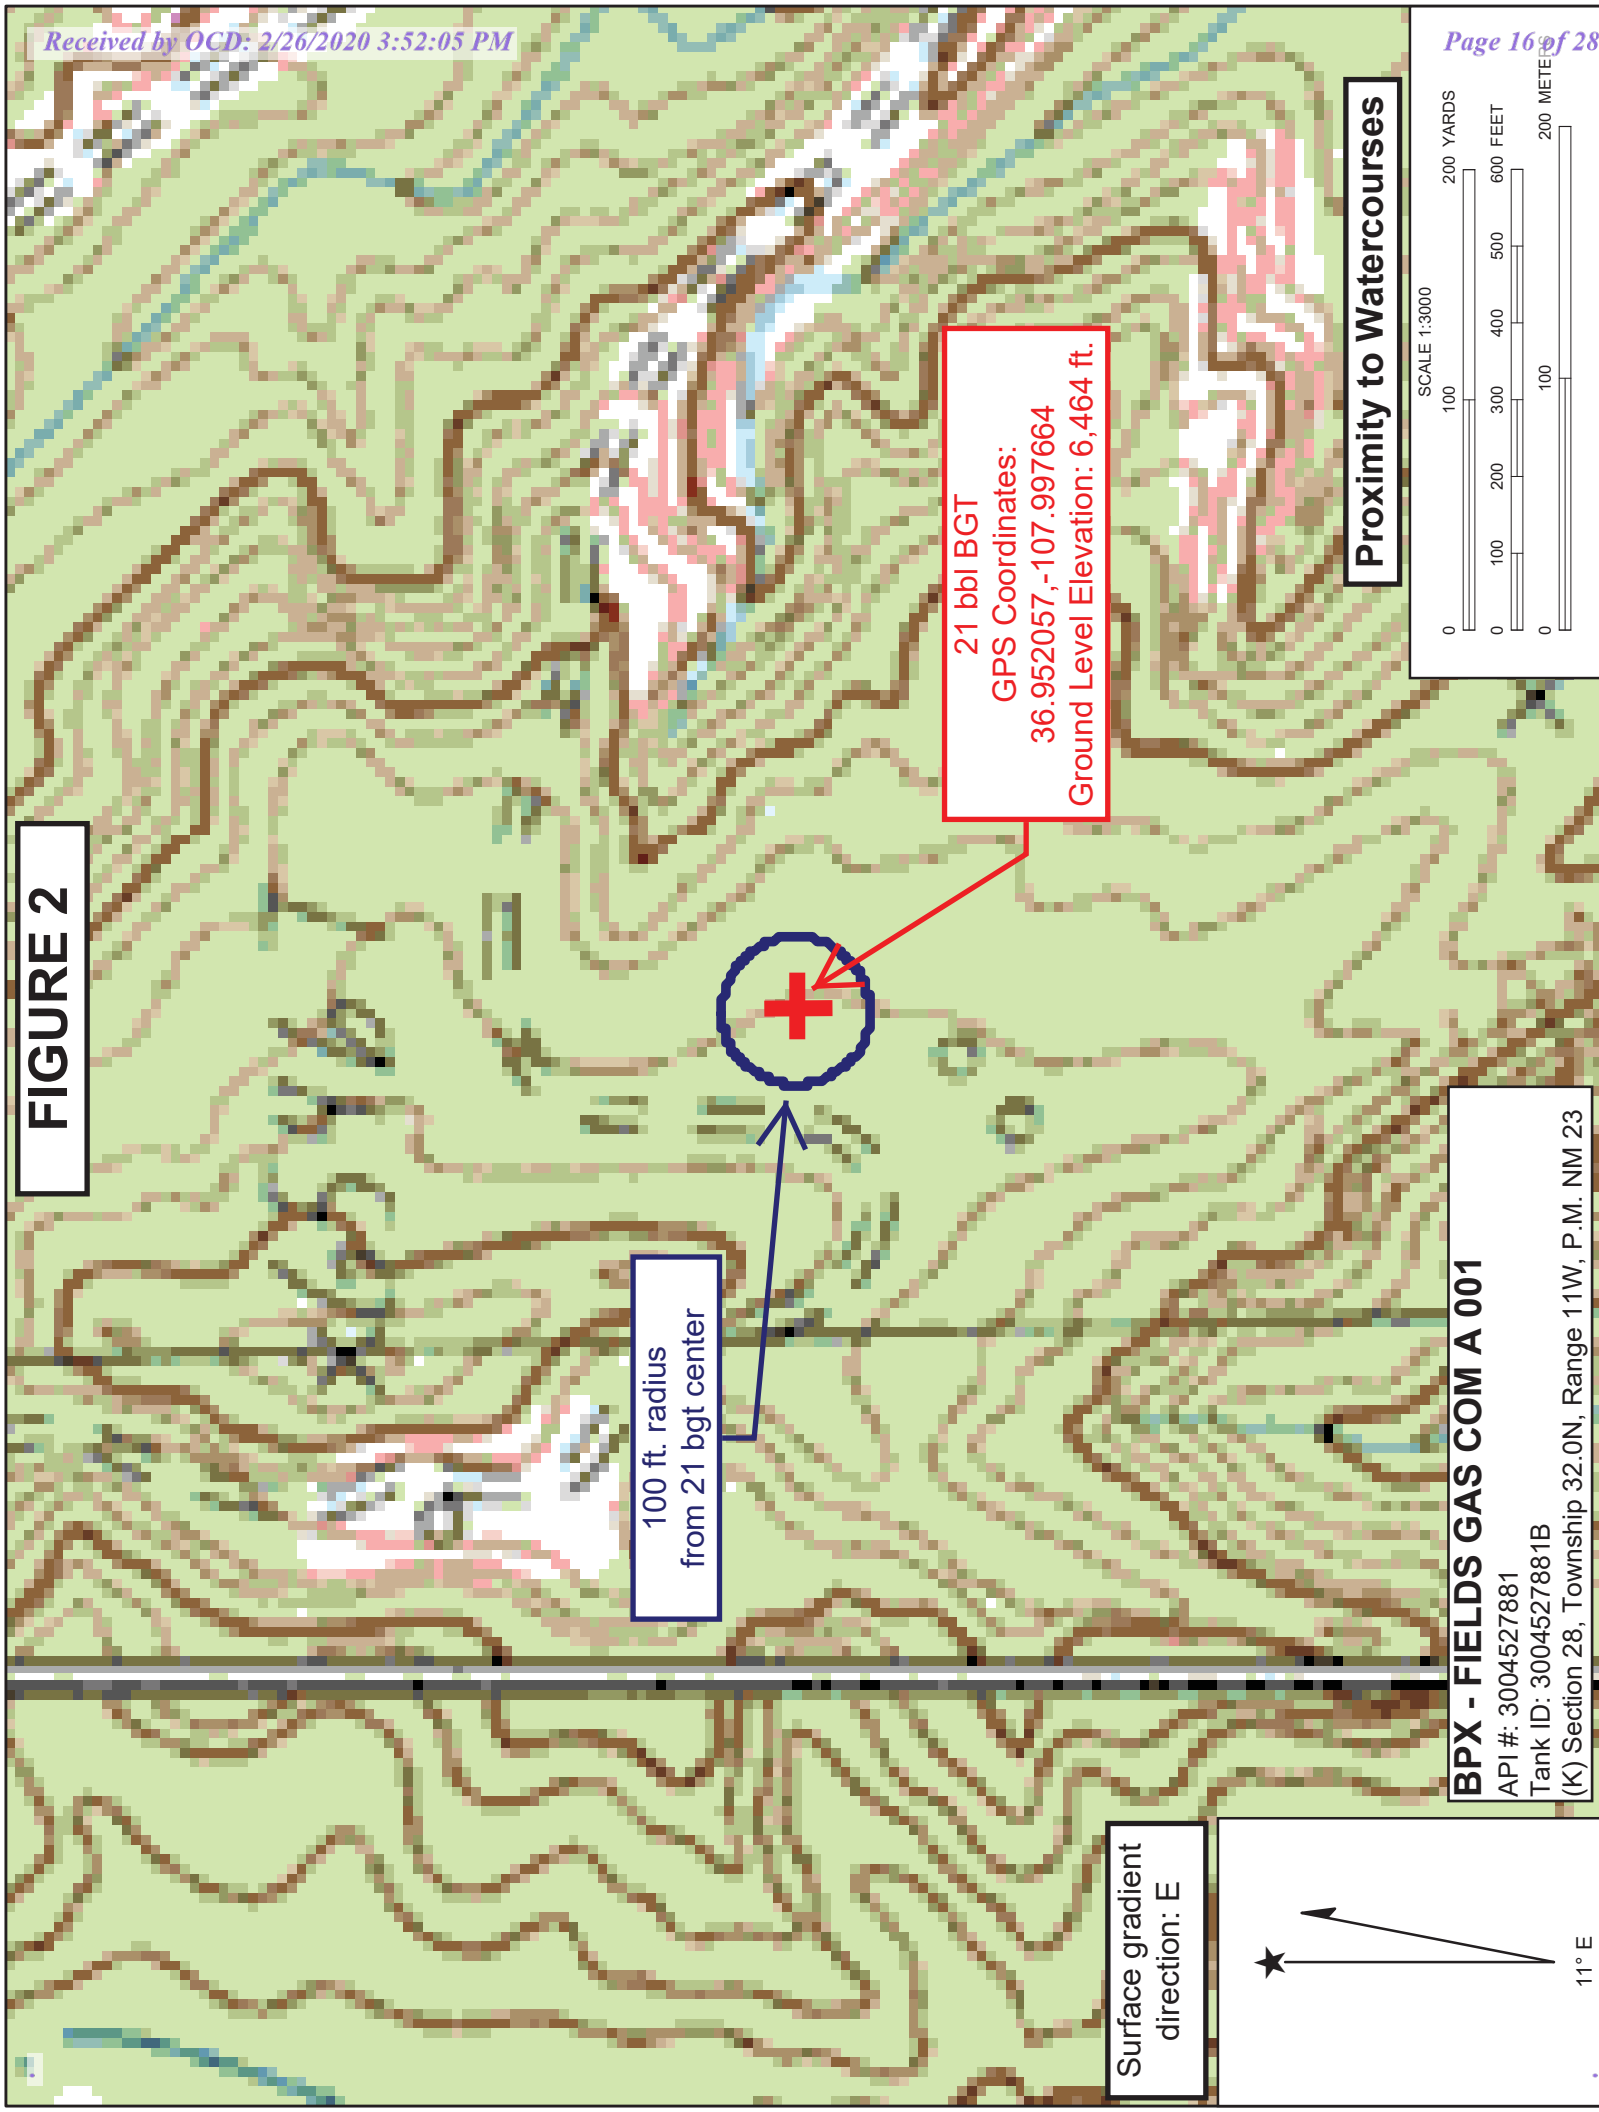 Received by OCD: 2/26/2020 3:52:05 PM
Page 16 of 28
FIGURE 2
21 bbl BGT
GPS Coordinates:
36.952057,-107.997664
Ground Level Elevation: 6,464 ft.
100 ft. radius
from 21 bgt center
Proximity to Watercourses
SCALE 1:3000
0 100 200 YARDS
0 100 200 300 400 500 600 FEET
0 100 200 METERS
BPX - FIELDS GAS COM A 001
API #: 3004527881
Tank ID: 3004527881B
(K) Section 28, Township 32.0N, Range 11W, P.M. NM 23
Surface gradient
direction: E
11° E